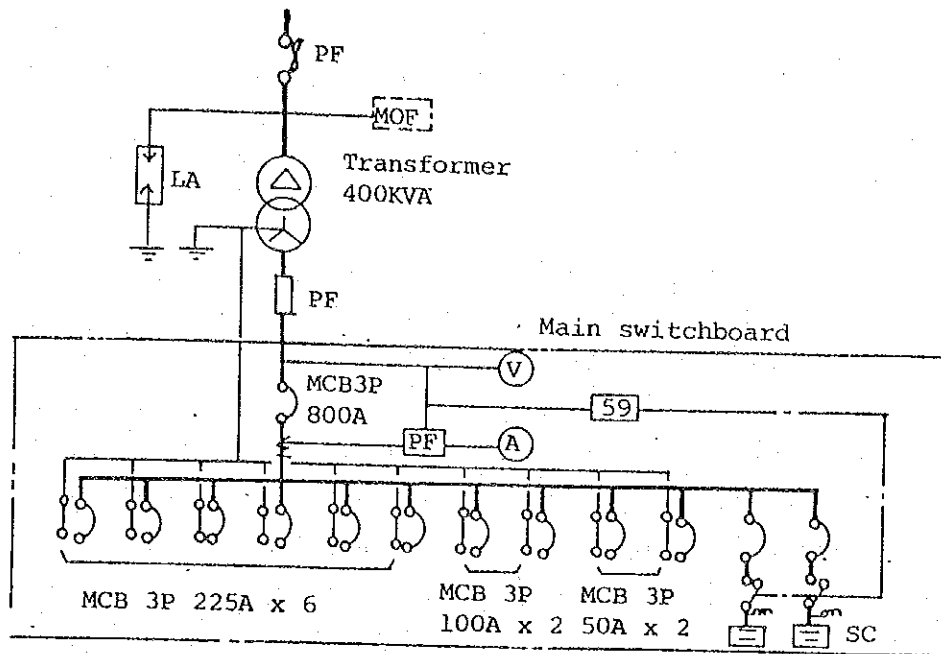 PF
MOF
LA
Transformer
400KVA
PF
Main switchboard
V
MCB3P
800A
59
PF
A
MCB 3P 225A x 6
MCB 3P
100A x 2
MCB 3P
50A x 2
SC